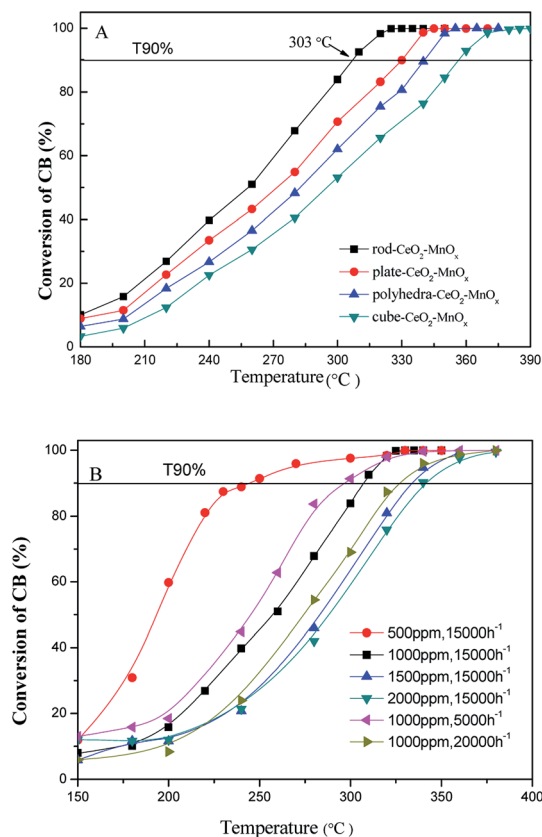 A
T90%
303 °C
100
80
60
40
20
0
Conversion of CB (%)
rod-CeO₂-MnOₓ
plate-CeO₂-MnOₓ
polyhedra-CeO₂-MnOₓ
cube-CeO₂-MnOₓ
180 210 240 270 300 330 360 390
Temperature (°C)
B
T90%
100
80
60
40
20
0
Conversion of CB (%)
500ppm,15000h⁻¹
1000ppm,15000h⁻¹
1500ppm,15000h⁻¹
2000ppm,15000h⁻¹
1000ppm,5000h⁻¹
1000ppm,20000h⁻¹
150 200 250 300 350 400
Temperature (°C)